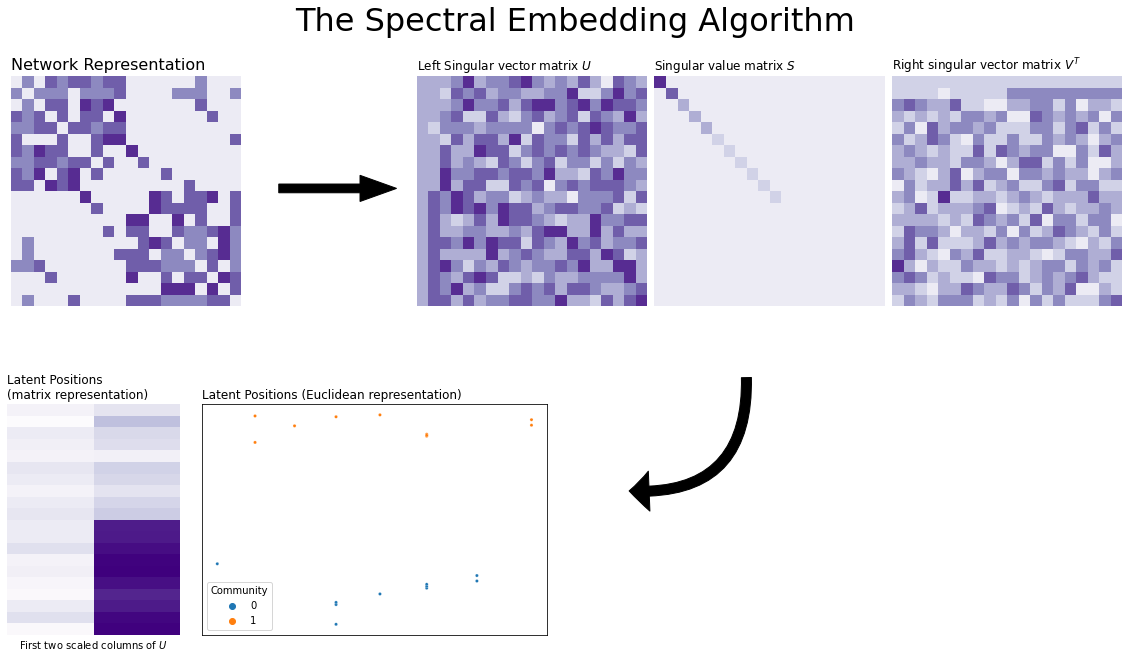 The Spectral Embedding Algorithm
Network Representation
Left Singular vector matrix U
Singular value matrix S
Right singular vector matrix V^T
Latent Positions
(matrix representation)
Latent Positions (Euclidean representation)
Community
0
1
First two scaled columns of U